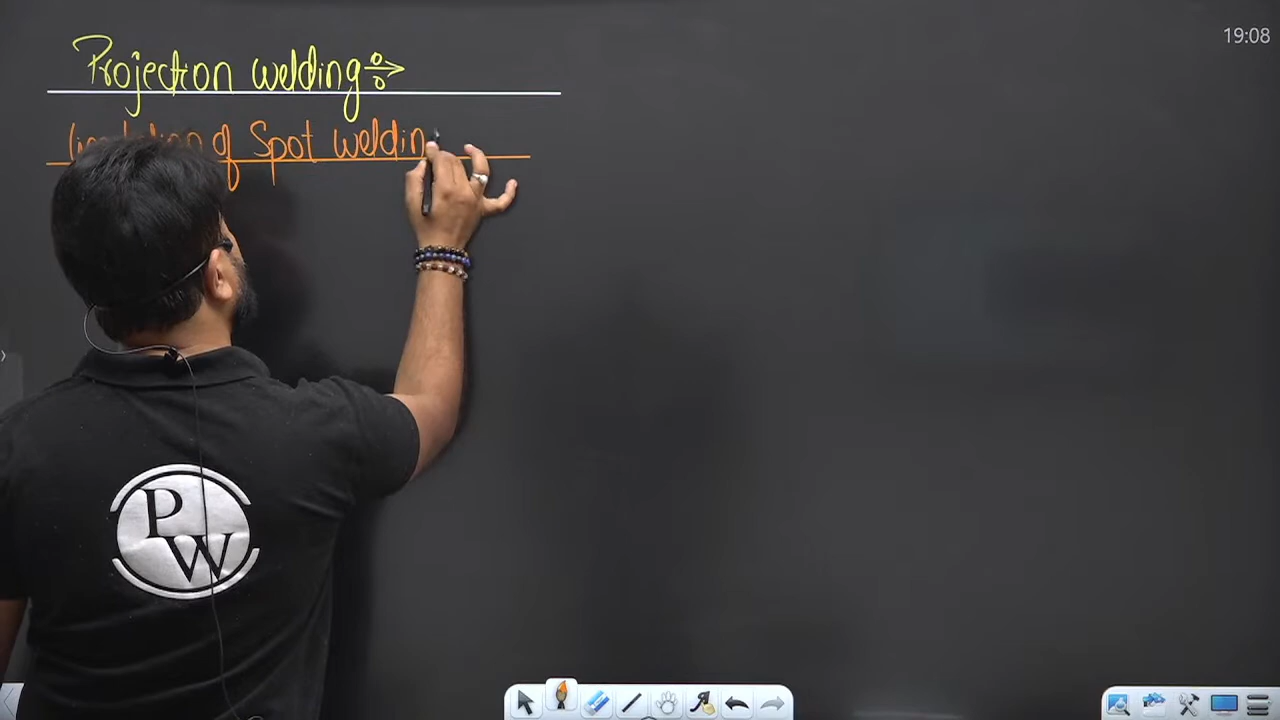 Projection welding ÷→
of Spot weldin
19:08
PW